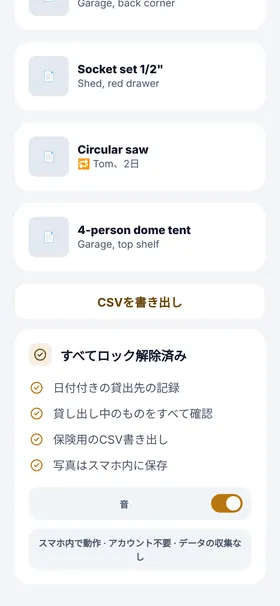 Garage, back corner
Socket set 1/2"
Shed, red drawer
Circular saw
🔁 Tom、2日
4-person dome tent
Garage, top shelf
CSVを書き出し
すべてロック解除済み
日付付きの貸出先の記録
貸し出し中のものをすべて確認
保険用のCSV書き出し
写真はスマホ内に保存
音
スマホ内で動作 · アカウント不要 · データの収集な
し